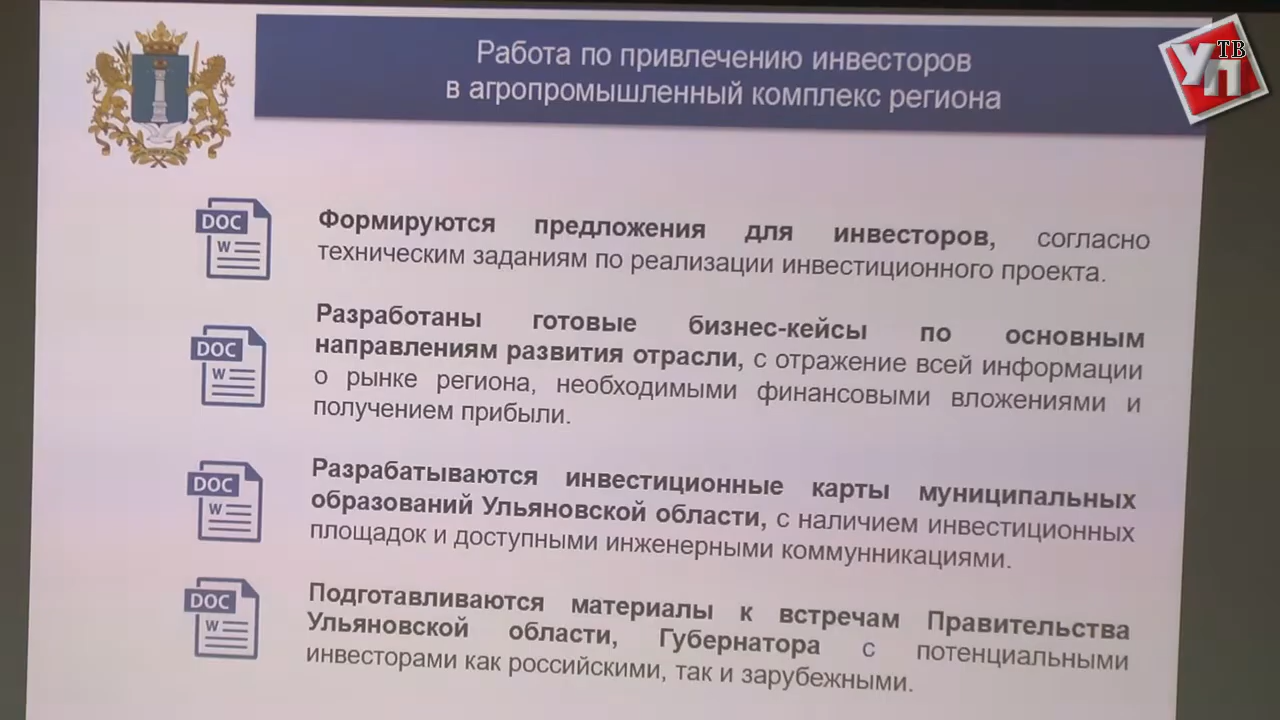 Работа по привлечению инвесторов
в агропромышленный комплекс региона
УП ТВ
DOC
W
Формируются предложения для инвесторов, согласно
техническим заданиям по реализации инвестиционного проекта.
DOC
W
Разработаны готовые бизнес-кейсы по основным
направлениям развития отрасли, с отражение всей информации
о рынке региона, необходимыми финансовыми вложениями и
получением прибыли.
DOC
W
Разрабатываются инвестиционные карты муниципальных
образований Ульяновской области, с наличием инвестиционных
площадок и доступными инженерными коммунникациями.
DOC
W
Подготавливаются материалы к встречам Правительства
Ульяновской области, Губернатора с потенциальными
инвесторами как российскими, так и зарубежными.